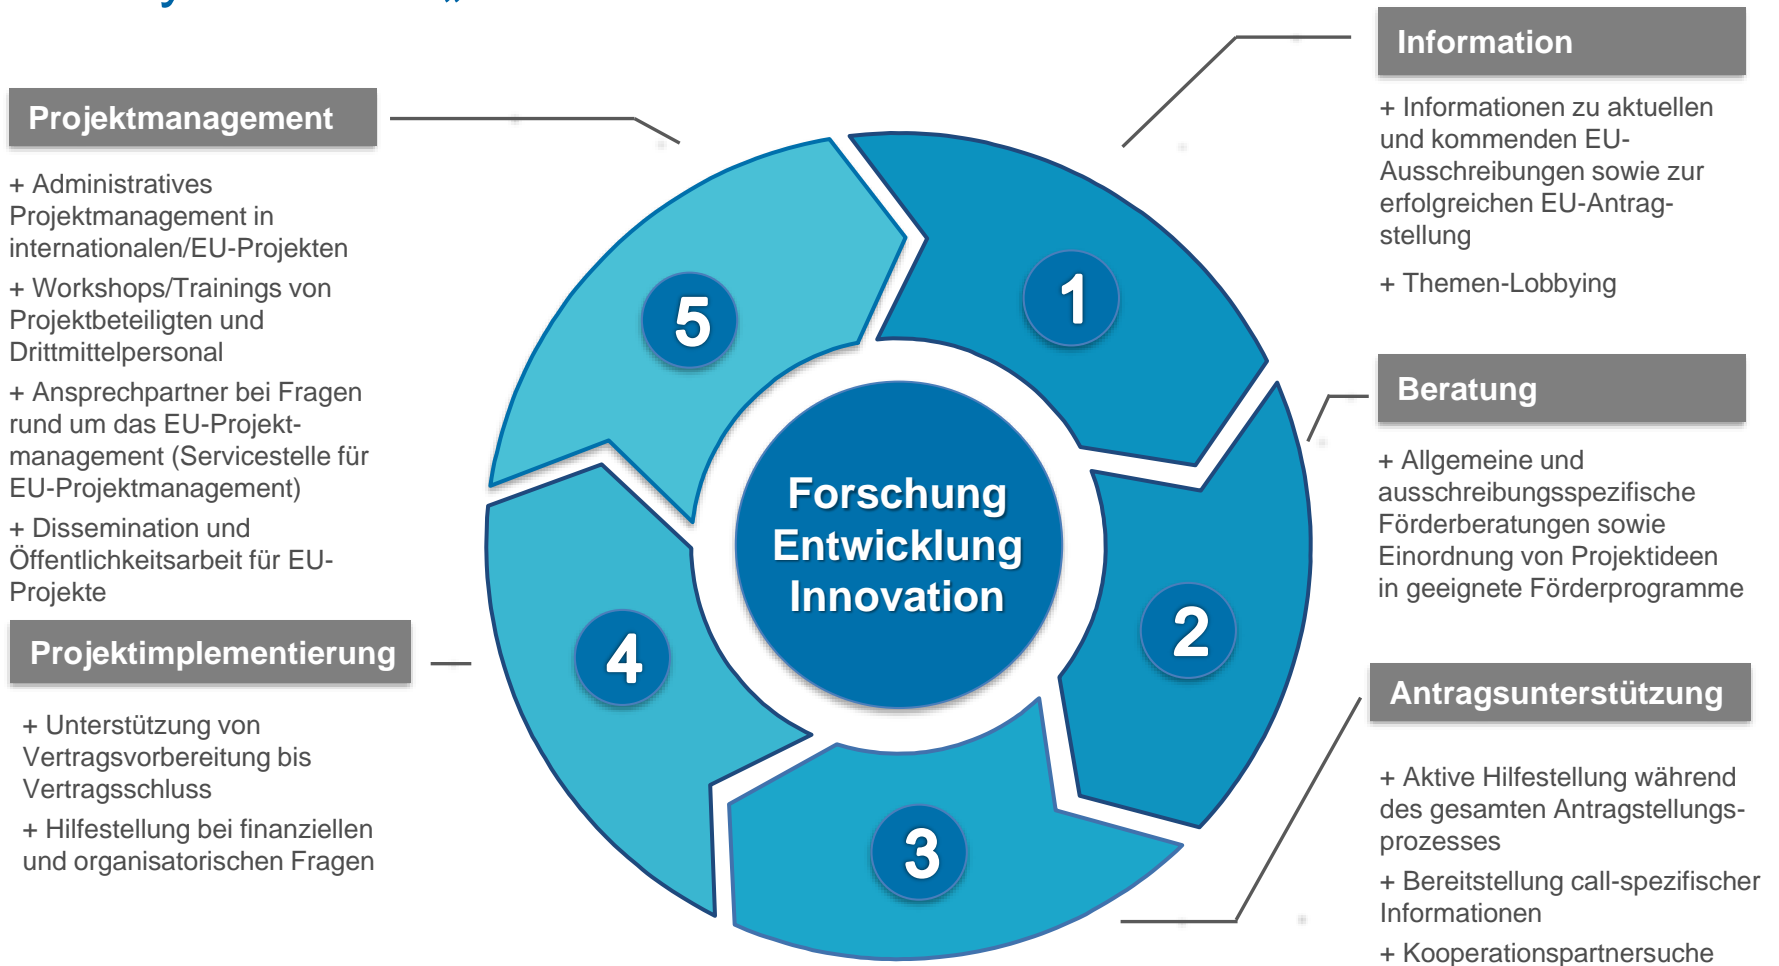 Information
+ Informationen zu aktuellen
und kommenden EU-
Ausschreibungen sowie zur
erfolgreichen EU-Antrag-
stellung
+ Themen-Lobbying
Beratung
+ Allgemeine und
ausschreibungsspezifische
Förderberatungen sowie
Einordnung von Projektideen
in geeignete Förderprogramme
Antragsunterstützung
+ Aktive Hilfestellung während
des gesamten Antragstellungs-
prozesses
+ Bereitstellung call-spezifischer
Informationen
+ Kooperationspartnersuche
Projektimplementierung
+ Unterstützung von
Vertragsvorbereitung bis
Vertragsschluss
+ Hilfestellung bei finanziellen
und organisatorischen Fragen
Projektmanagement
+ Administratives
Projektmanagement in
internationalen/EU-Projekten
+ Workshops/Trainings von
Projektbeteiligten und
Drittmittelpersonal
+ Ansprechpartner bei Fragen
rund um das EU-Projekt-
management (Servicestelle für
EU-Projektmanagement)
+ Dissemination und
Öffentlichkeitsarbeit für EU-
Projekte
1
2
3
4
5
Forschung
Entwicklung
Innovation